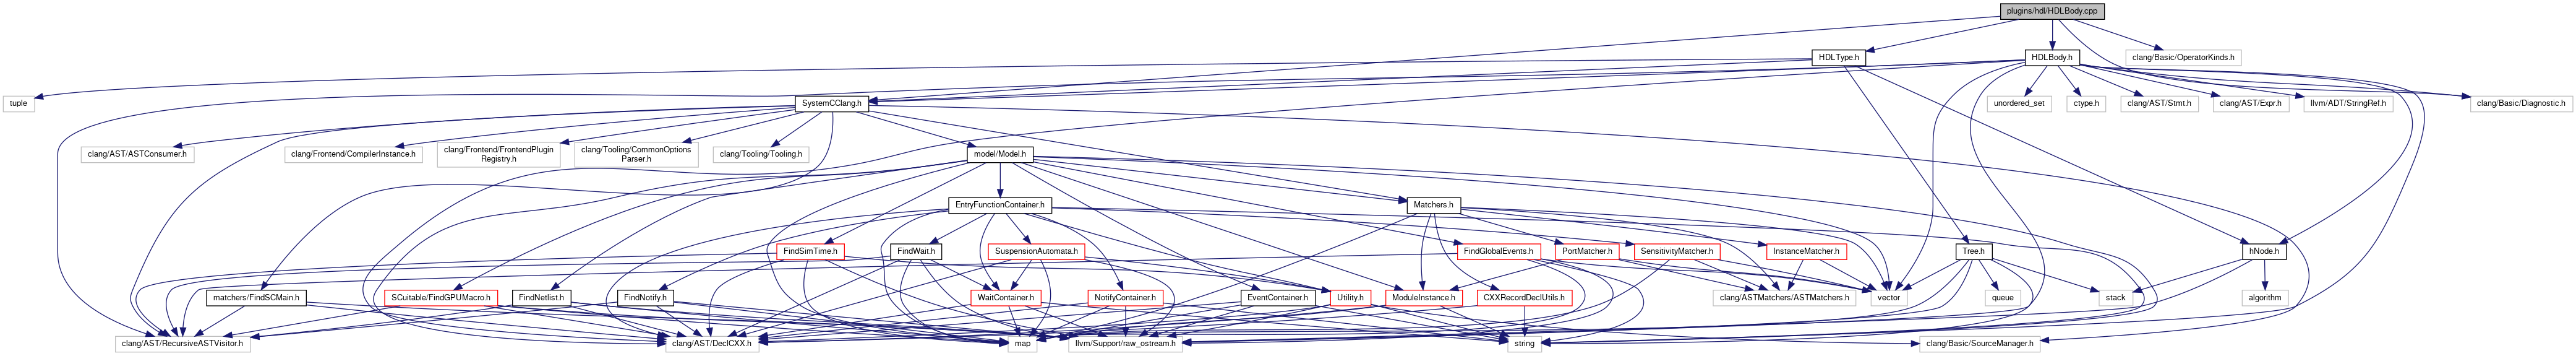 plugins/hdl/HDLBody.cpp
HDLType.h
HDLBody.h
clang/Basic/OperatorKinds.h
tuple
SystemCClang.h
unordered_set
ctype.h
clang/AST/Stmt.h
clang/AST/Expr.h
llvm/ADT/StringRef.h
clang/Basic/Diagnostic.h
clang/AST/ASTConsumer.h
clang/Frontend/CompilerInstance.h
clang/Frontend/FrontendPlugin
Registry.h
clang/Tooling/CommonOptions
Parser.h
clang/Tooling/Tooling.h
model/Model.h
EntryFunctionContainer.h
Matchers.h
FindSimTime.h
FindWait.h
SuspensionAutomata.h
FindGlobalEvents.h
PortMatcher.h
SensitivityMatcher.h
InstanceMatcher.h
Tree.h
hNode.h
matchers/FindSCMain.h
SCuitable/FindGPUMacro.h
FindNetlist.h
FindNotify.h
WaitContainer.h
NotifyContainer.h
EventContainer.h
Utility.h
ModuleInstance.h
CXXRecordDeclUtils.h
clang/ASTMatchers/ASTMatchers.h
vector
queue
stack
algorithm
clang/AST/RecursiveASTVisitor.h
clang/AST/DeclCXX.h
map
llvm/Support/raw_ostream.h
string
clang/Basic/SourceManager.h